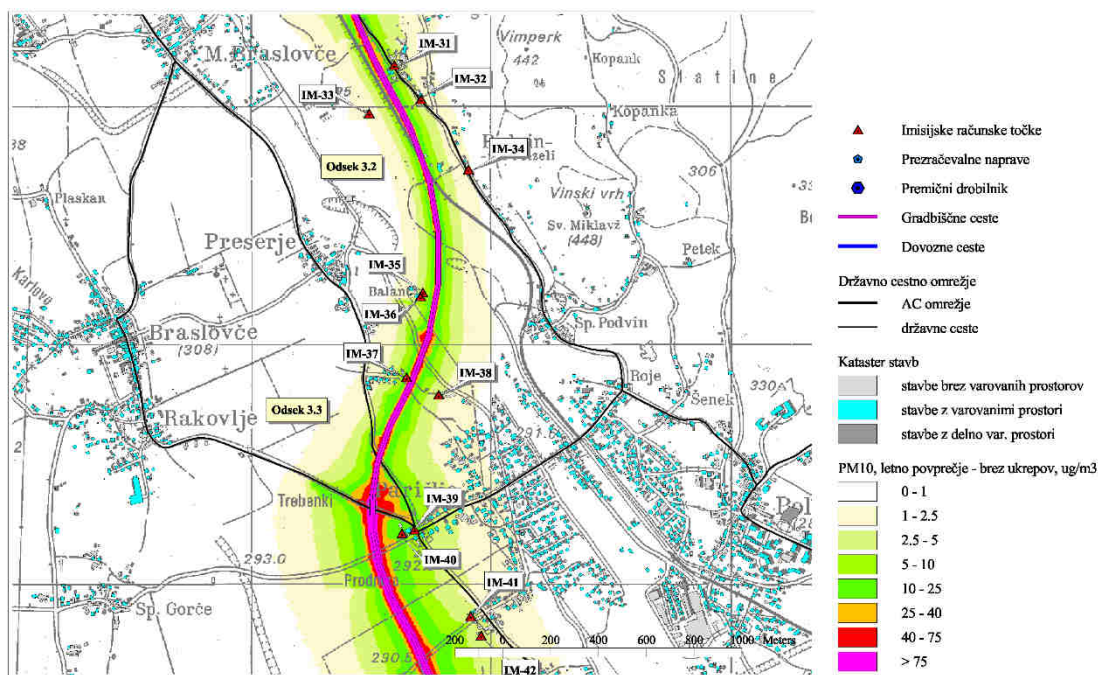 IM-31
M. Braslovče
IM-32
Vimperk
442
Kopank
Slatine
IM-33
Kopanka
IM-34
Odsek 3.2
306
Plaskan
Vinski vrh
Sv. Miklavž
(448)
Preserje
Petek
IM-35
IM-36
Karlovo
Braslovče
(308)
Sp. Podvin
IM-37
IM-38
Roje
330
Šenek
Odsek 3.3
Rakovlje
291.6
Trebenki
IM-39
293.0
292
IM-40
IM-41
Sp. Gorče
290.5
200 0 200 400 600 800 1000 Meters
IM-42
Imisijske računske točke
Prezračevalne naprave
Premični drobilnik
Gradbiščne ceste
Dovozne ceste
Državno cestno omrežje
AC omrežje
državne ceste
Kataster stavb
stavbe brez varovanih prostorov
stavbe z varovanimi prostori
stavbe z delno var. prostori
PM10, letno povprečje - brez ukrepov, ug/m3
0 - 1
1 - 2.5
2.5 - 5
5 - 10
10 - 25
25 - 40
40 - 75
> 75